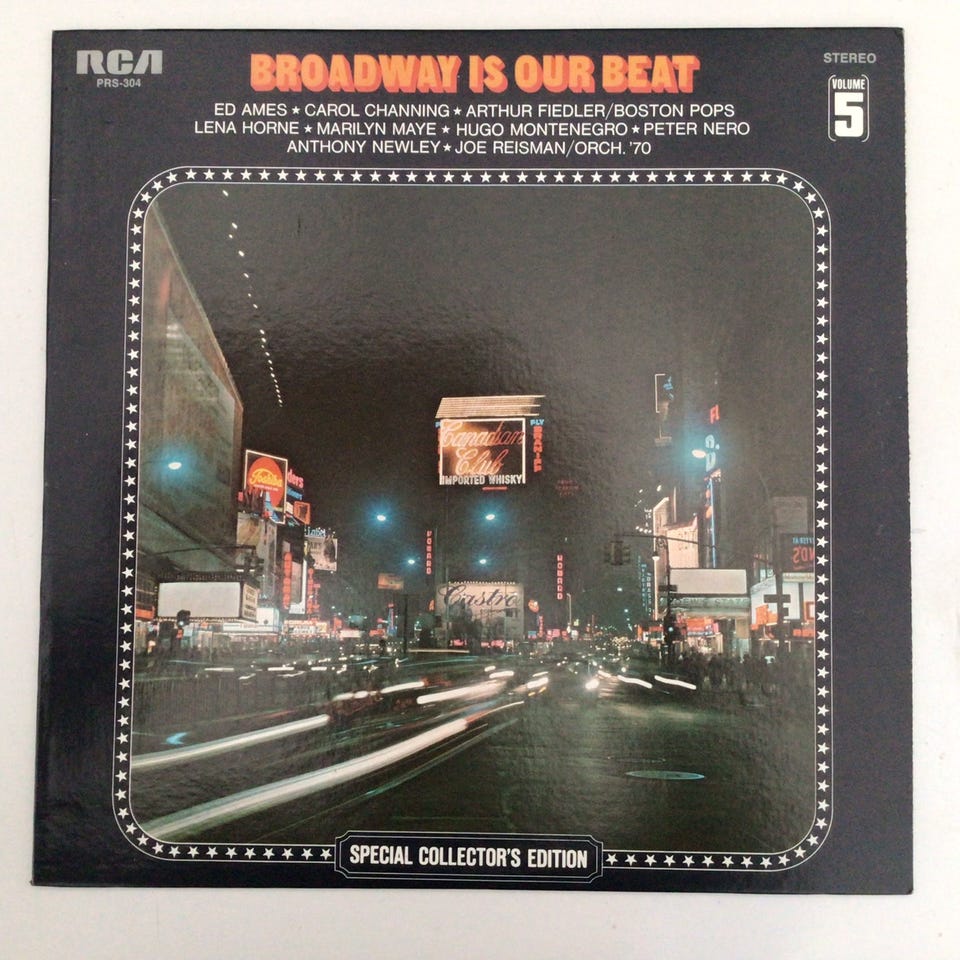 RCA
PRS-304
BROADWAY IS OUR BEAT
STEREO
VOLUME
5
ED AMES ★ CAROL CHANNING ★ ARTHUR FIEDLER/BOSTON POPS
LENA HORNE ★ MARILYN MAYE ★ HUGO MONTENEGRO ★ PETER NERO
ANTHONY NEWLEY ★ JOE REISMAN/ORCH. '70
FLY
BRANIFF
Canadian
Club
IMPORTED WHISKY
Castro
SPECIAL COLLECTOR'S EDITION